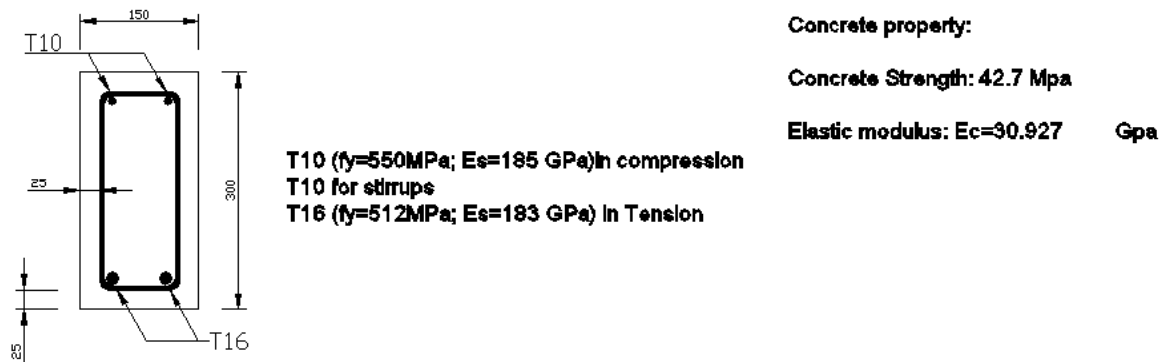 150
T10
Concrete property:
Concrete Strength: 42.7 Mpa
Elastic modulus: Ec=30.927 Gpa
T10 (fy=550MPa; Es=185 GPa)in compression
T10 for stirrups
T16 (fy=512MPa; Es=183 GPa) in Tension
25
300
T16
25